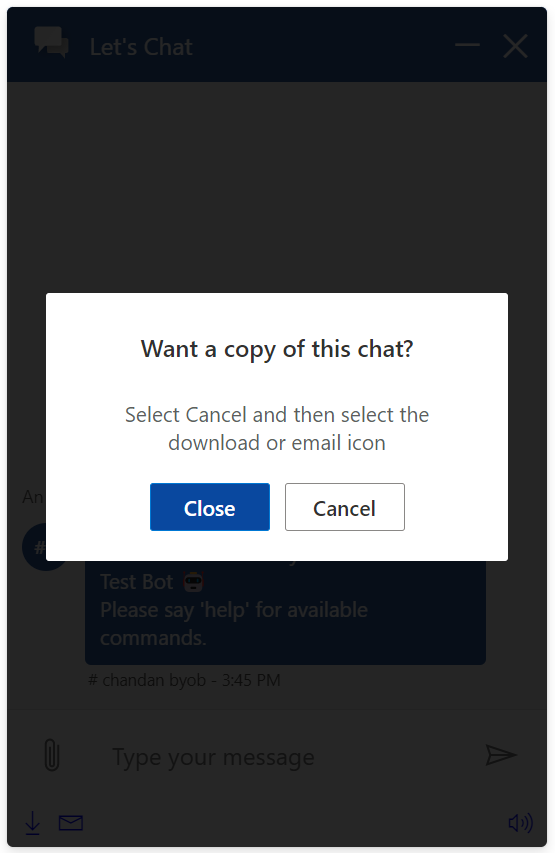 Let's Chat
Want a copy of this chat?
Select Cancel and then select the
download or email icon
Close
Cancel
An
#
Test Bot
Please say 'help' for available
commands.
# chandan byob - 3:45 PM
Type your message